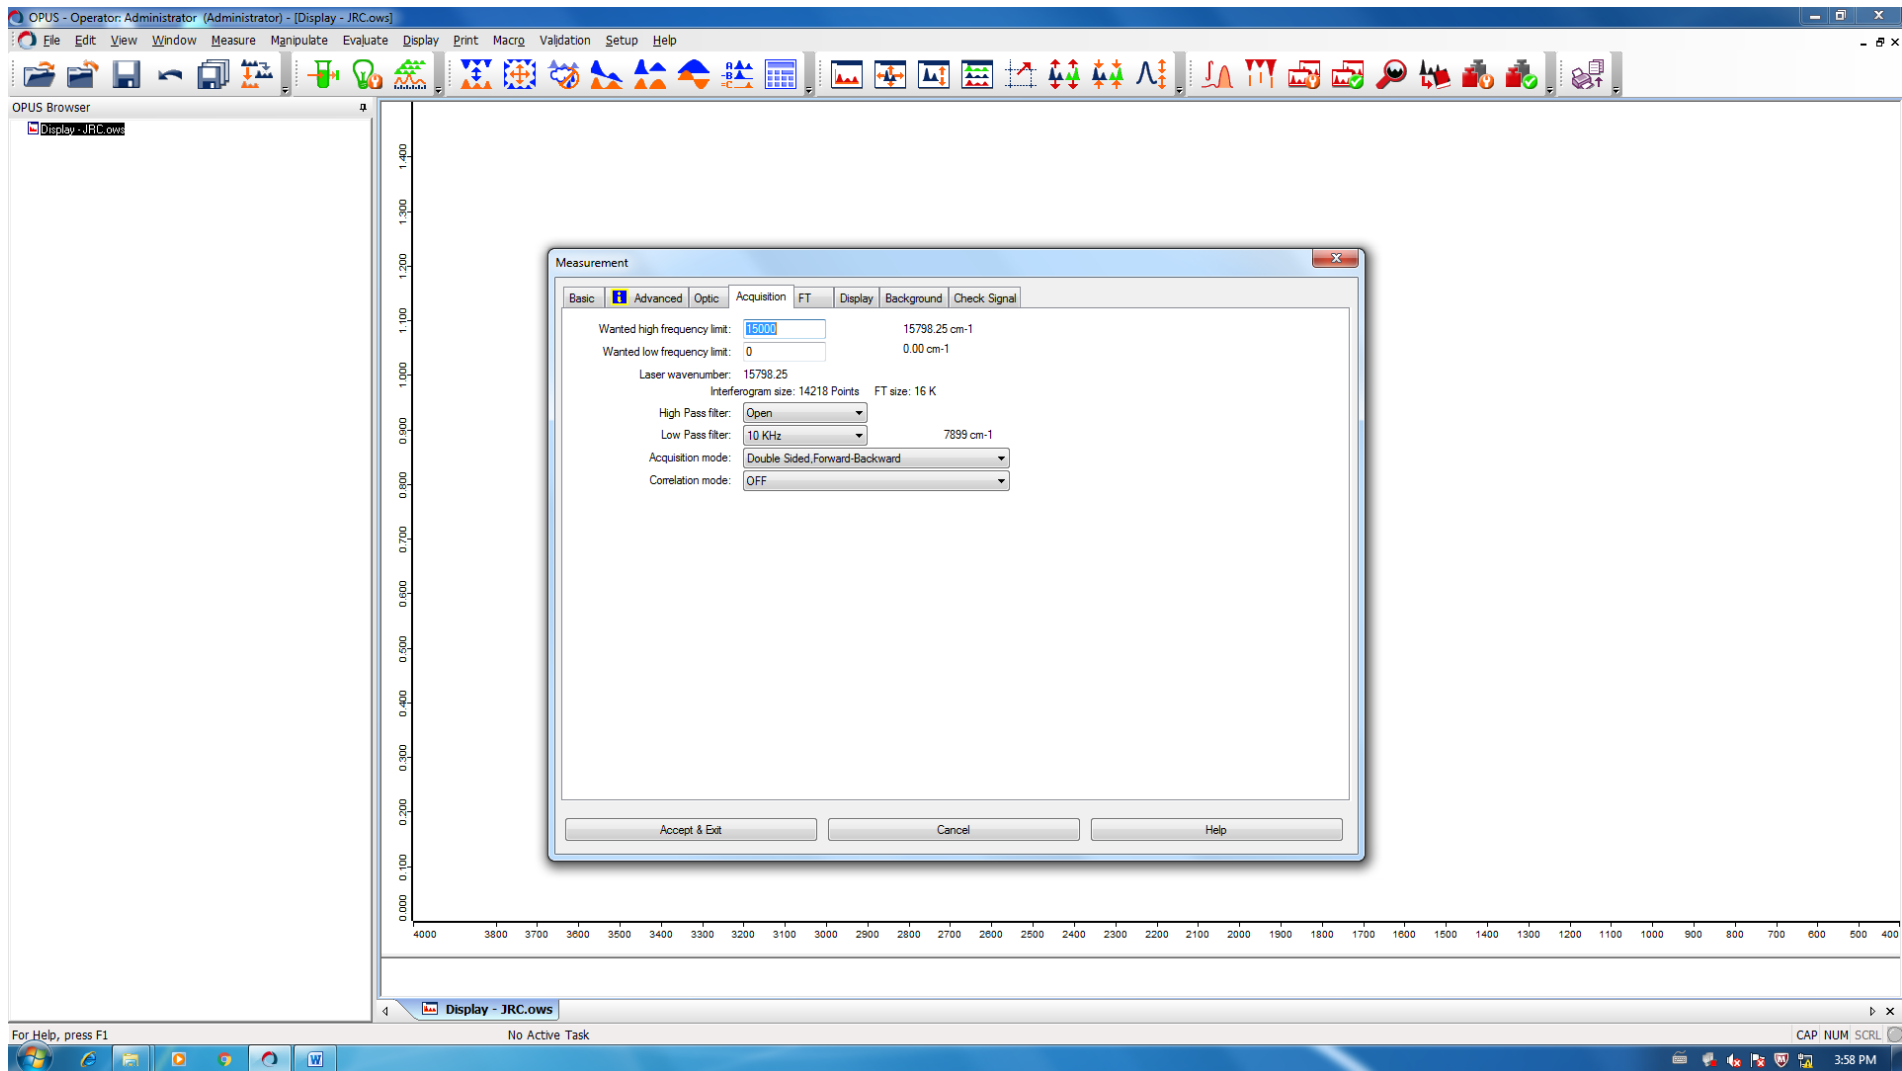 OPUS - Operator: Administrator (Administrator) - [Display - JRC.ows]
File Edit View Window Measure Manipulate Evaluate Display Print Macro Validation Setup Help
OPUS Browser
Display - JRC.ows
1.400
1.300
1.200
1.100
1.000
0.900
0.800
0.700
0.600
0.500
0.400
0.300
0.200
0.100
0.000
Measurement
Basic Advanced Optic Acquisition FT Display Background Check Signal
Wanted high frequency limit: 15000 15798.25 cm-1
Wanted low frequency limit: 0 0.00 cm-1
Laser wavenumber: 15798.25
Interferogram size: 14218 Points FT size: 16 K
High Pass filter: Open
Low Pass filter: 10 KHz 7899 cm-1
Acquisition mode: Double Sided,Forward-Backward
Correlation mode: OFF
Accept & Exit Cancel Help
4000 3800 3700 3600 3500 3400 3300 3200 3100 3000 2900 2800 2700 2600 2500 2400 2300 2200 2100 2000 1900 1800 1700 1600 1500 1400 1300 1200 1100 1000 900 800 700 600 500 400
Display - JRC.ows
For Help, press F1 No Active Task CAP NUM SCRL
3:58 PM